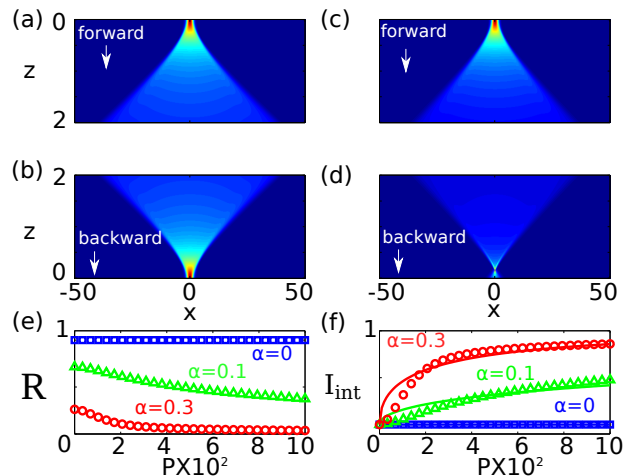 (a)
(c)
0
forward
forward
z
2
(b)
(d)
2
z
backward
backward
0
-50 0 50
-50 0 50
x
x
(e)
(f)
1
1
α=0
α=0.3
R
α=0.1
I_int
α=0.1
α=0.3
α=0
0 2 4 6 8 10
0 2 4 6 8 10
PX10²
PX10²